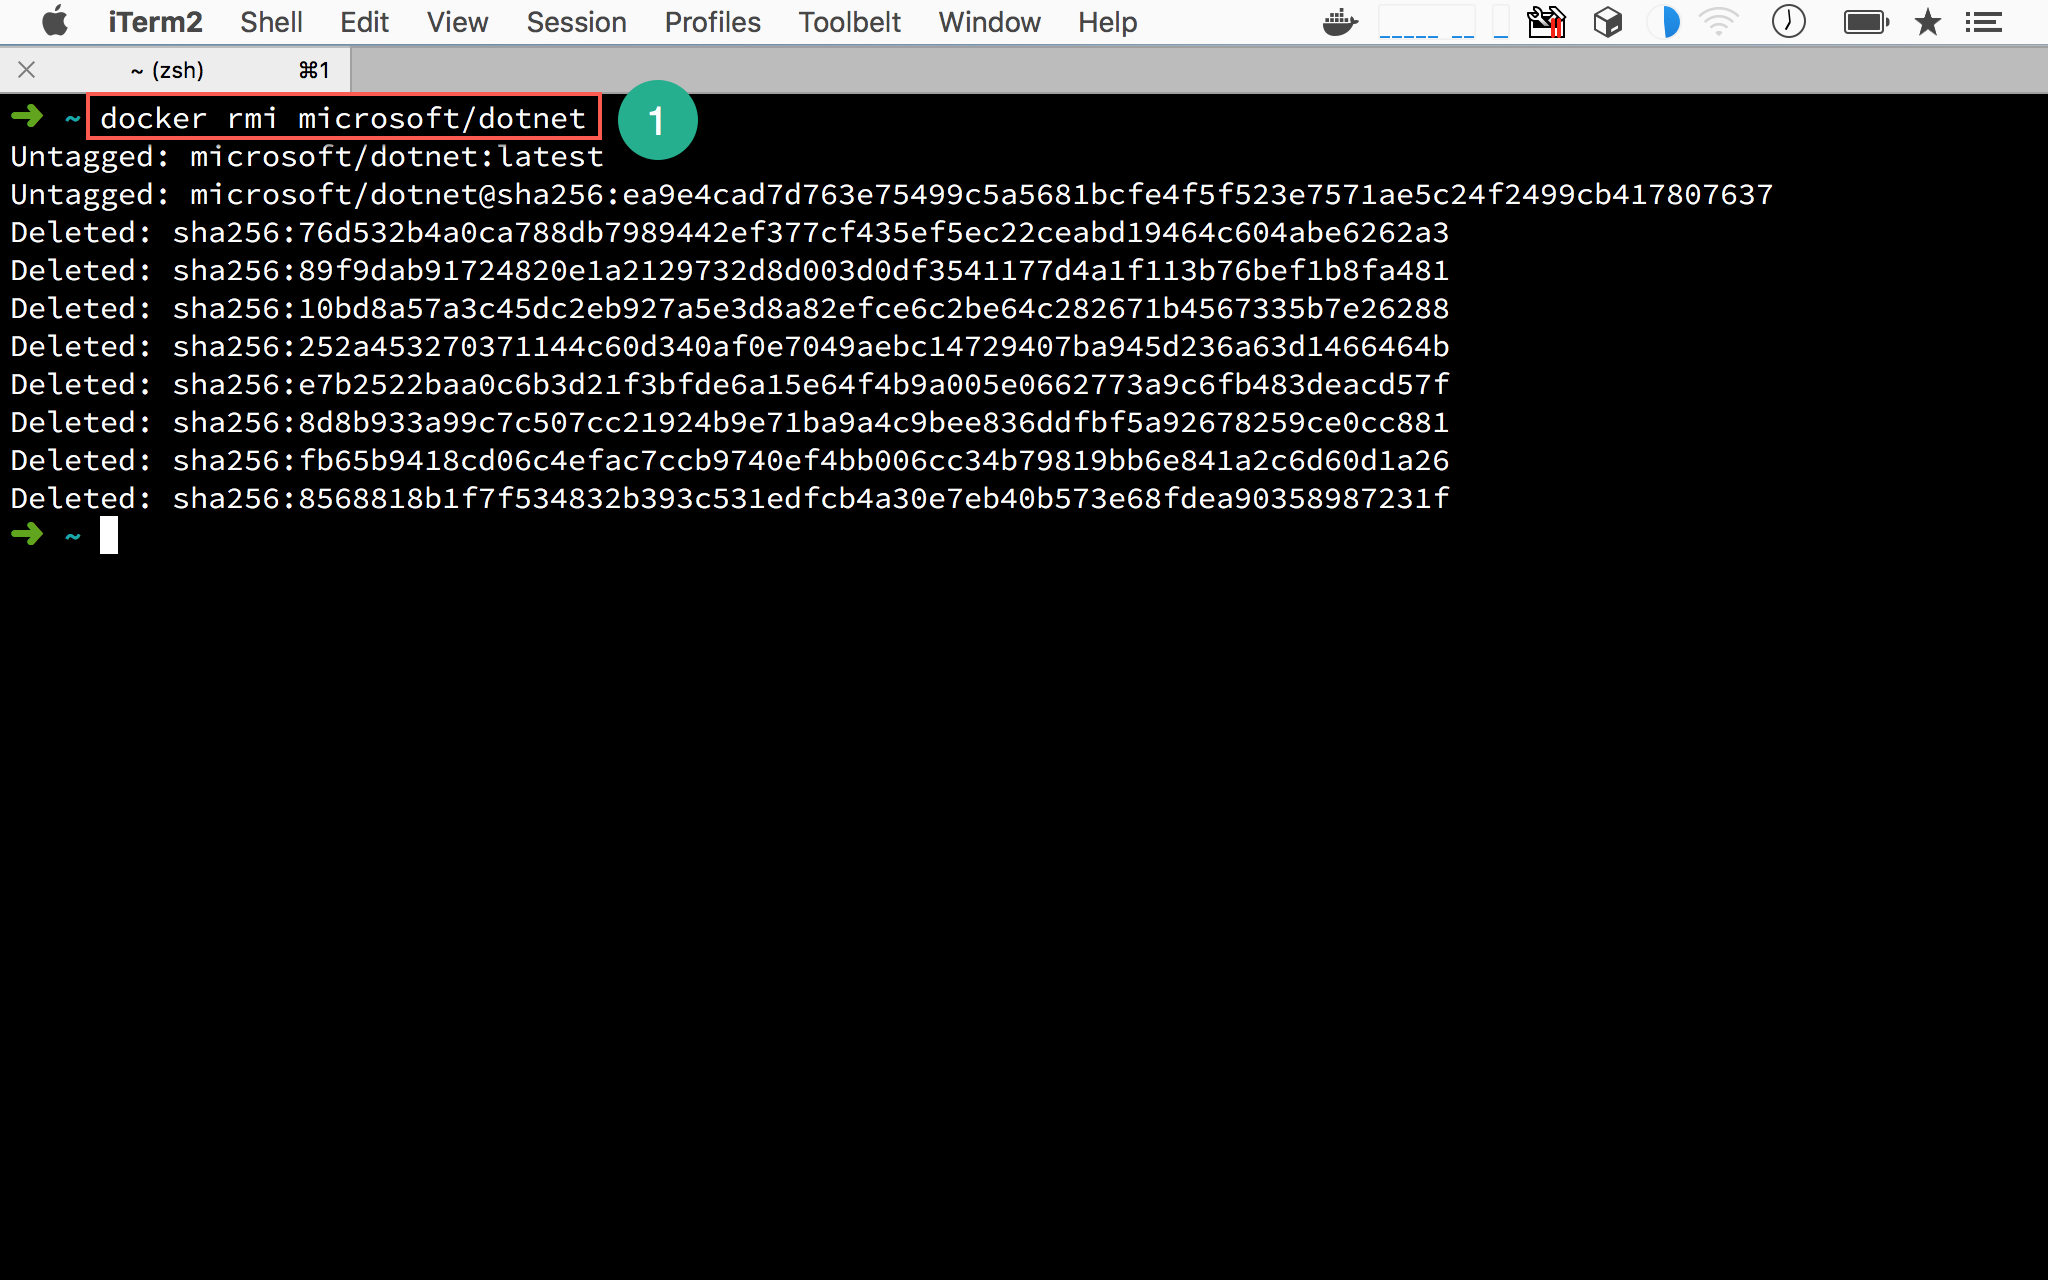 iTerm2 Shell Edit View Session Profiles Toolbelt Window Help
~ (zsh) ⌘1
➜ ~ docker rmi microsoft/dotnet 1
Untagged: microsoft/dotnet:latest
Untagged: microsoft/dotnet@sha256:ea9e4cad7d763e75499c5a5681bcfe4f5f523e7571ae5c24f2499cb417807637
Deleted: sha256:76d532b4a0ca788db7989442ef377cf435ef5ec22ceabd19464c604abe6262a3
Deleted: sha256:89f9dab91724820e1a2129732d8d003d0df3541177d4a1f113b76bef1b8fa481
Deleted: sha256:10bd8a57a3c45dc2eb927a5e3d8a82efce6c2be64c282671b4567335b7e26288
Deleted: sha256:252a453270371144c60d340af0e7049aebc14729407ba945d236a63d1466464b
Deleted: sha256:e7b2522baa0c6b3d21f3bfde6a15e64f4b9a005e0662773a9c6fb483deacd57f
Deleted: sha256:8d8b933a99c7c507cc21924b9e71ba9a4c9bee836ddfbf5a92678259ce0cc881
Deleted: sha256:fb65b9418cd06c4efac7ccb9740ef4bb006cc34b79819bb6e841a2c6d60d1a26
Deleted: sha256:8568818b1f7f534832b393c531edfcb4a30e7eb40b573e68fdea90358987231f
➜ ~